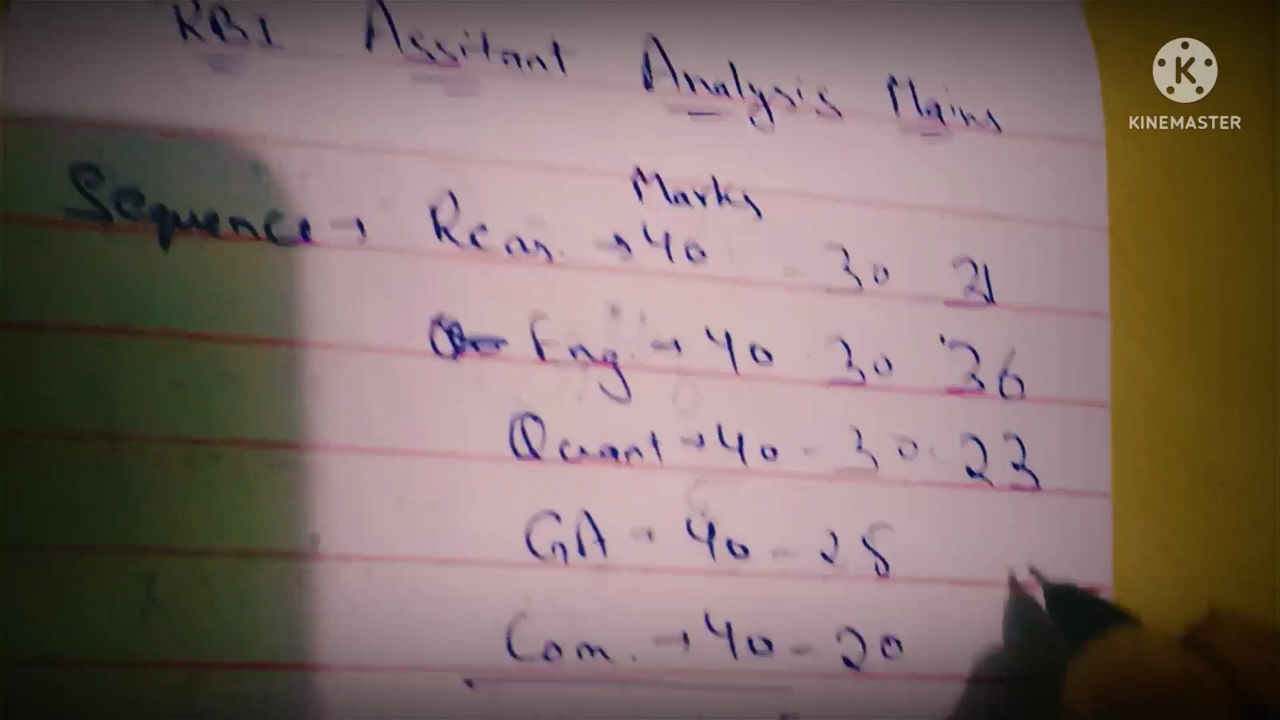 RBI Assitant Analysis Mains
KINEMASTER
Marks
Sequence → Reas. → 40 30 21
Eng. → 40 30 36
Quant → 40 - 30 23
GA - 40 - 25
Com. → 40 - 20